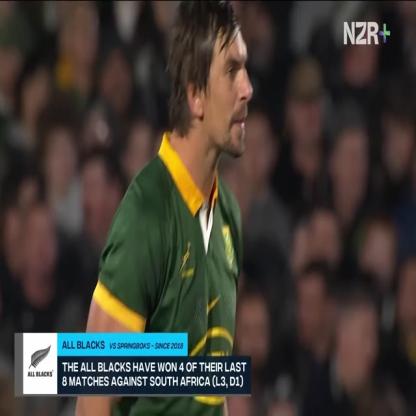 NZR+
ALL BLACKS VS SPRINGBOKS - SINCE 2018
THE ALL BLACKS HAVE WON 4 OF THEIR LAST
8 MATCHES AGAINST SOUTH AFRICA (L3, D1)
ALL BLACKS